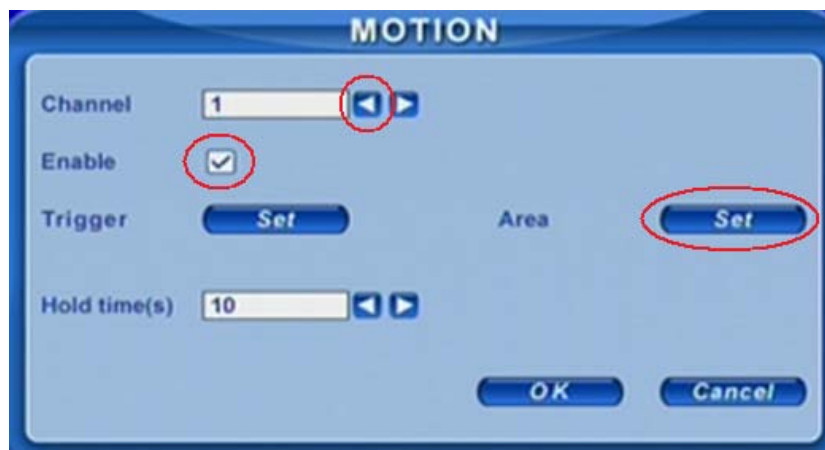 MOTION
Channel 1
Enable
Trigger Set Area Set
Hold time(s) 10
OK Cancel